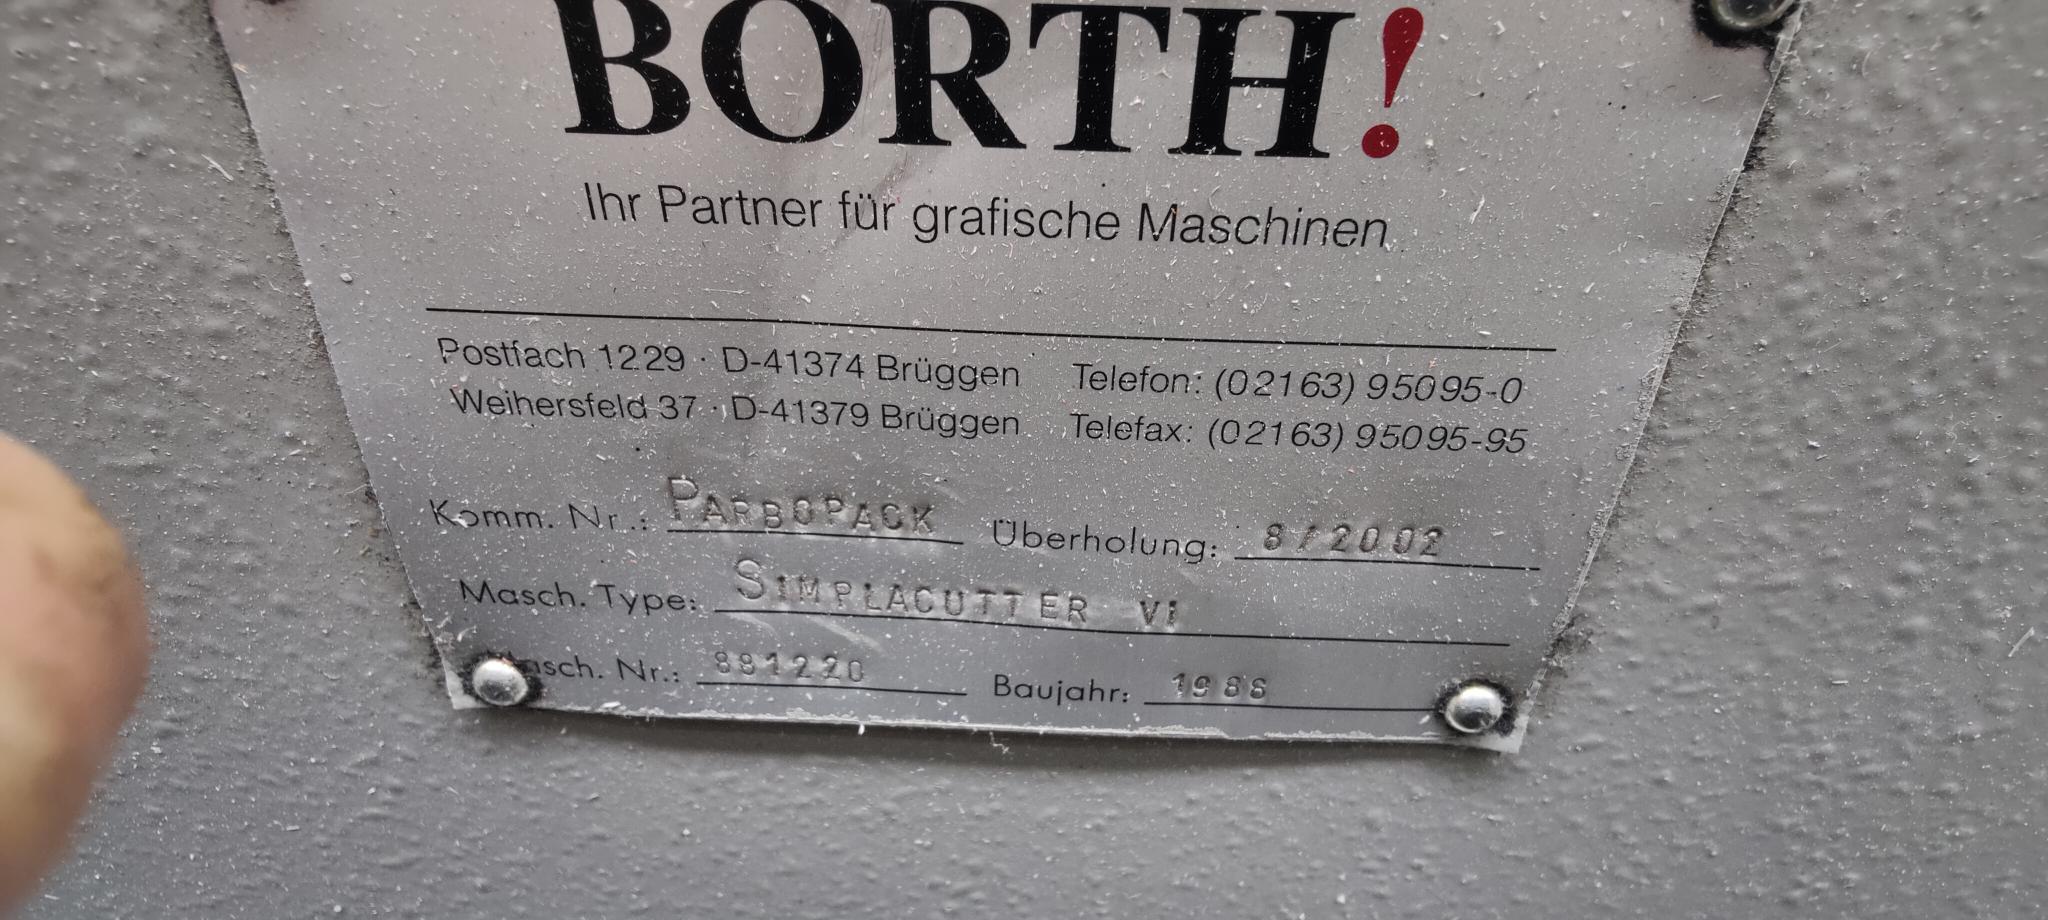 BORTH!
Ihr Partner für grafische Maschinen
Postfach 1229 · D-41374 Brüggen Telefon: (02163) 95095-0
Weihersfeld 37 · D-41379 Brüggen Telefax: (02163) 95095-95
Komm. Nr.: PARBOPACK Überholung: 8/2002
Masch. Type: SIMPLACUTTER VI
Masch. Nr.: 881220 Baujahr: 1988